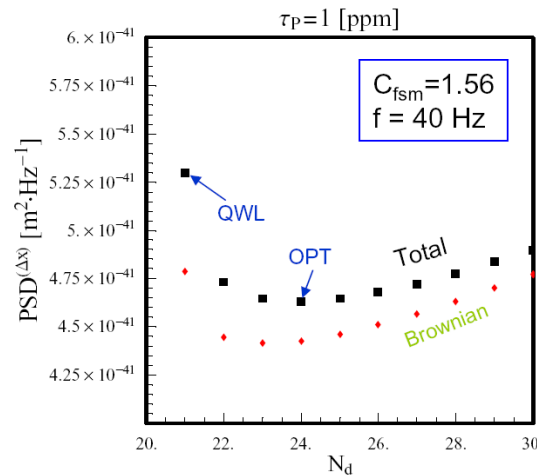 τP=1 [ppm]
C_fsm=1.56
f = 40 Hz
6. × 10^−41
5.75 × 10^−41
5.5 × 10^−41
5.25 × 10^−41
5. × 10^−41
4.75 × 10^−41
4.5 × 10^−41
4.25 × 10^−41
PSD^(Δx) [m²·Hz⁻¹]
QWL
OPT
Total
Brownian
20. 22. 24. 26. 28. 30.
N_d